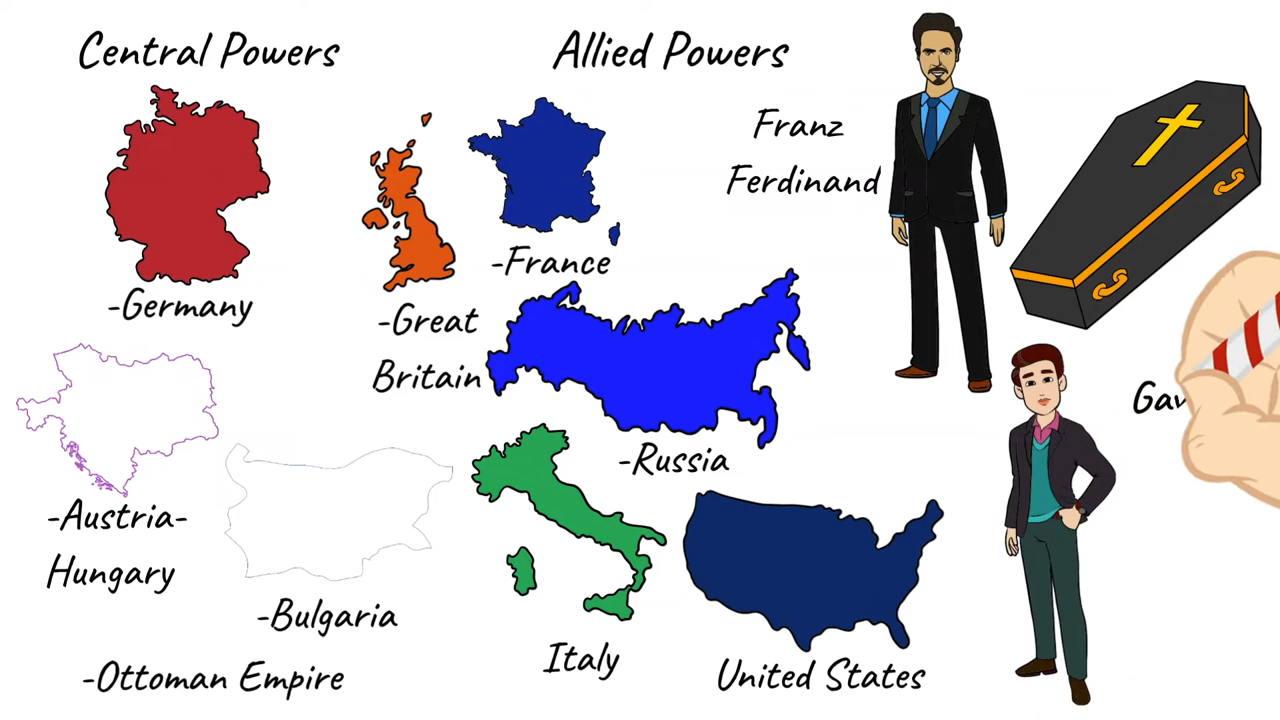 Central Powers
Allied Powers
Franz
Ferdinand
-Germany
-France
-Great
Britain
-Russia
-Austria-
Hungary
-Bulgaria
-Ottoman Empire
Italy
United States